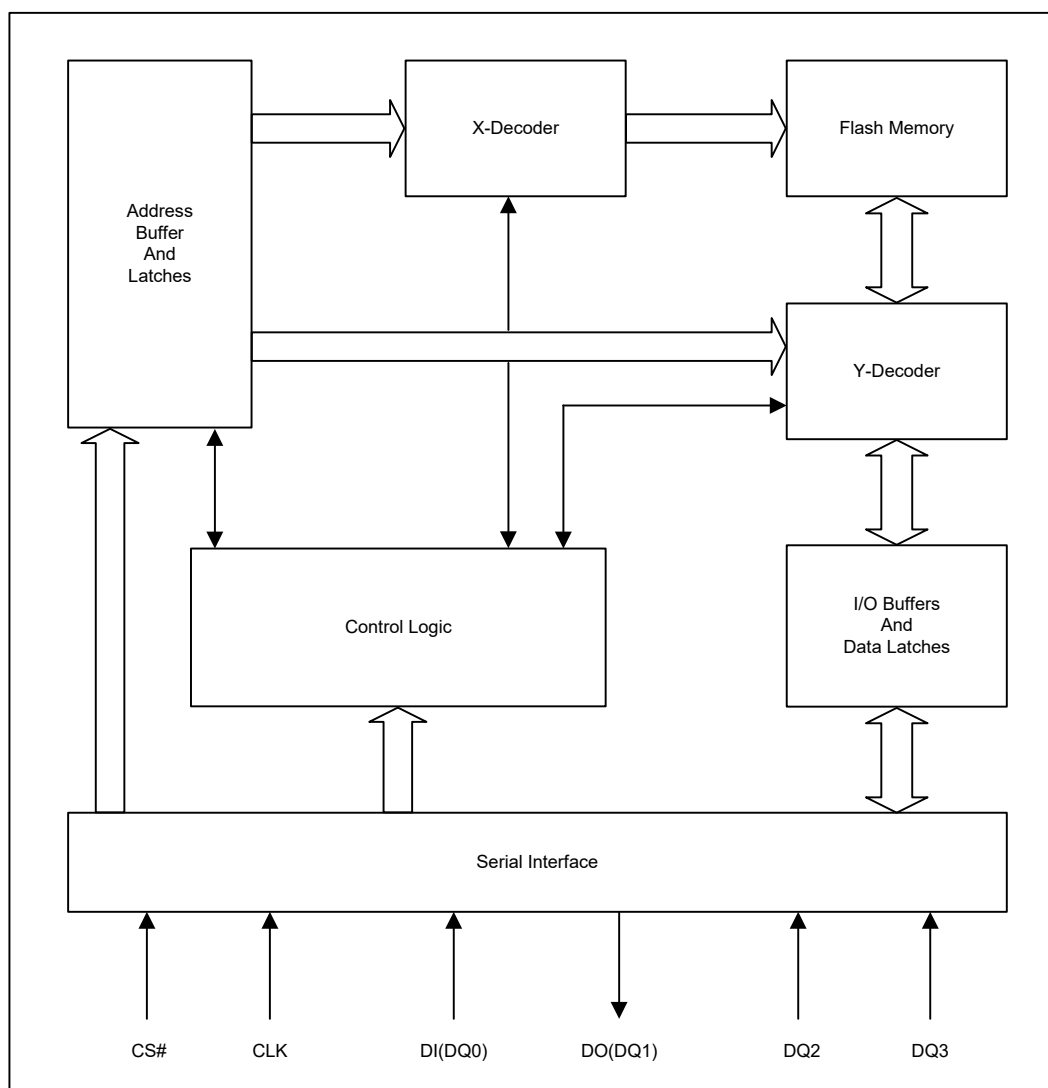 X-Decoder
Flash Memory
Address
Buffer
And
Latches
Y-Decoder
I/O Buffers
And
Data Latches
Control Logic
Serial Interface
CS#
CLK
DI(DQ0)
DO(DQ1)
DQ2
DQ3